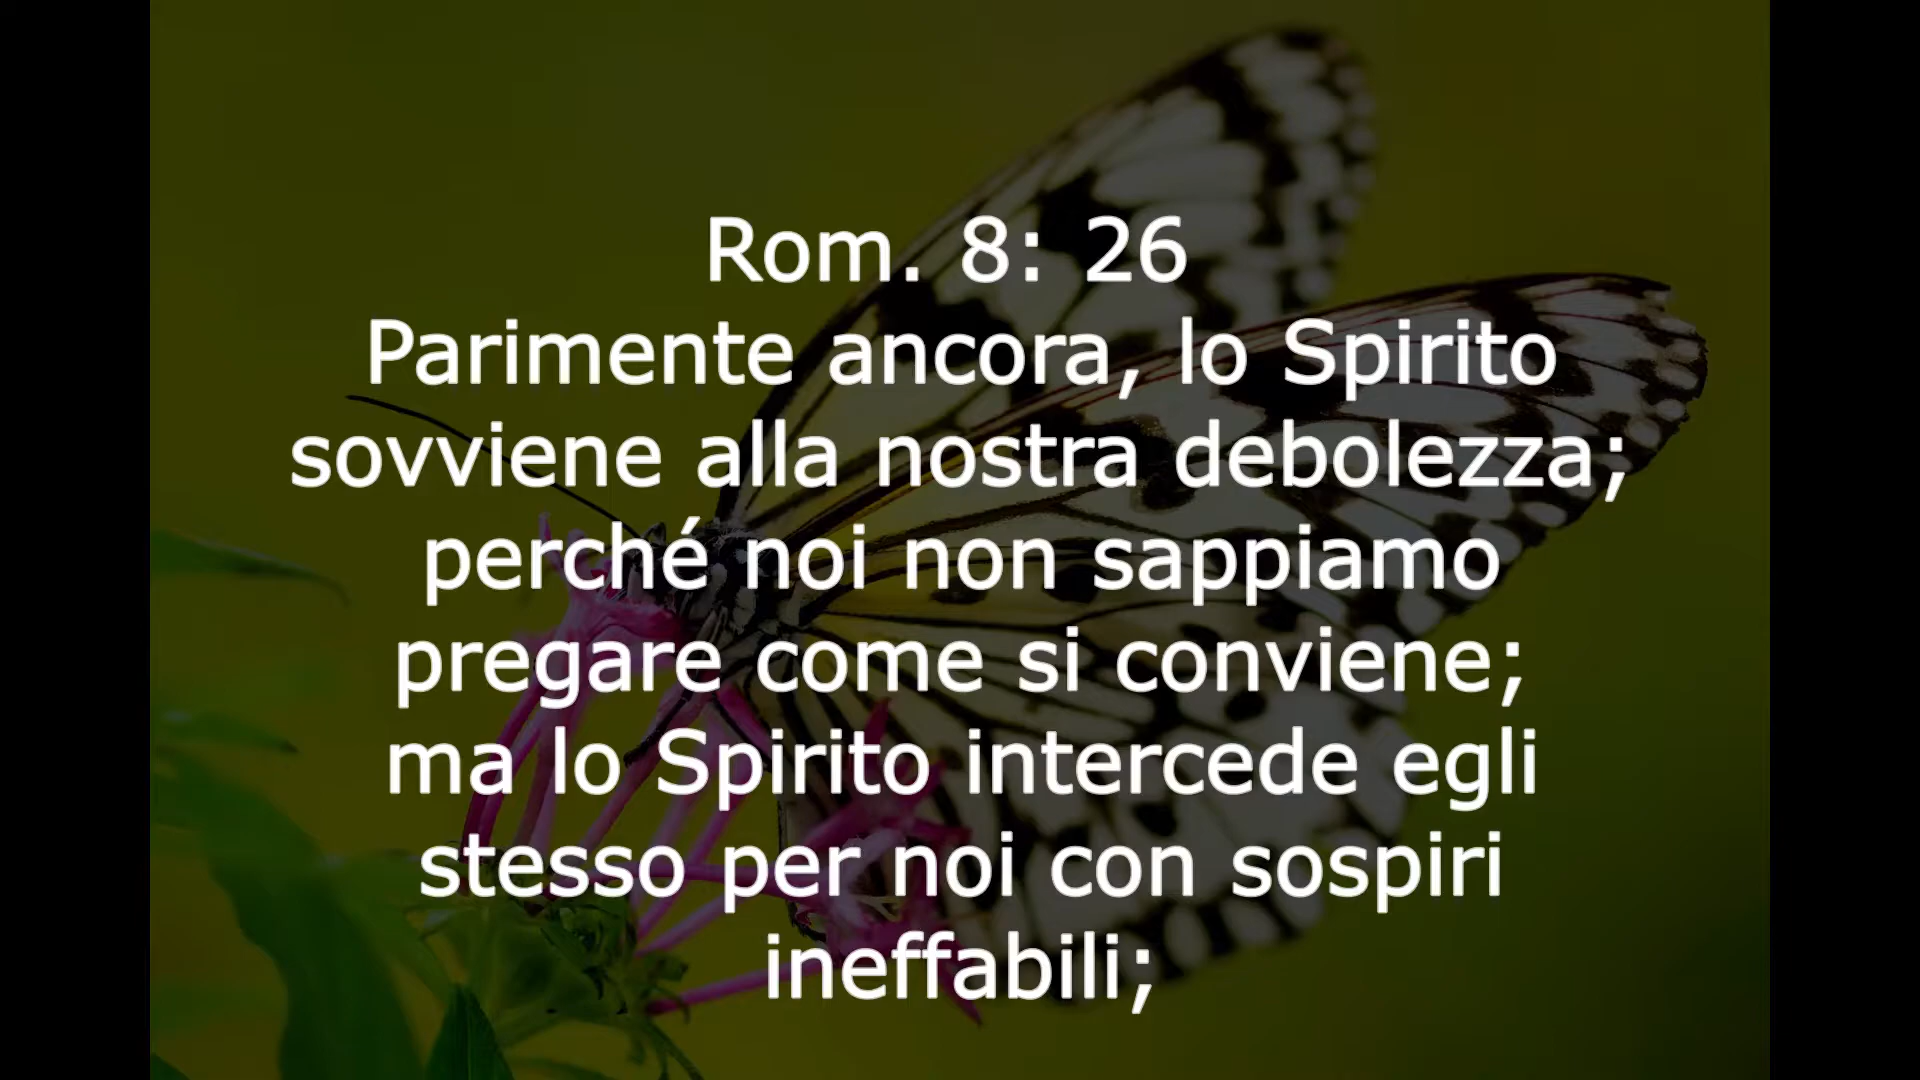 Rom. 8: 26
Parimente ancora, lo Spirito
sovviene alla nostra debolezza;
perché noi non sappiamo
pregare come si conviene;
ma lo Spirito intercede egli
stesso per noi con sospiri
ineffabili;